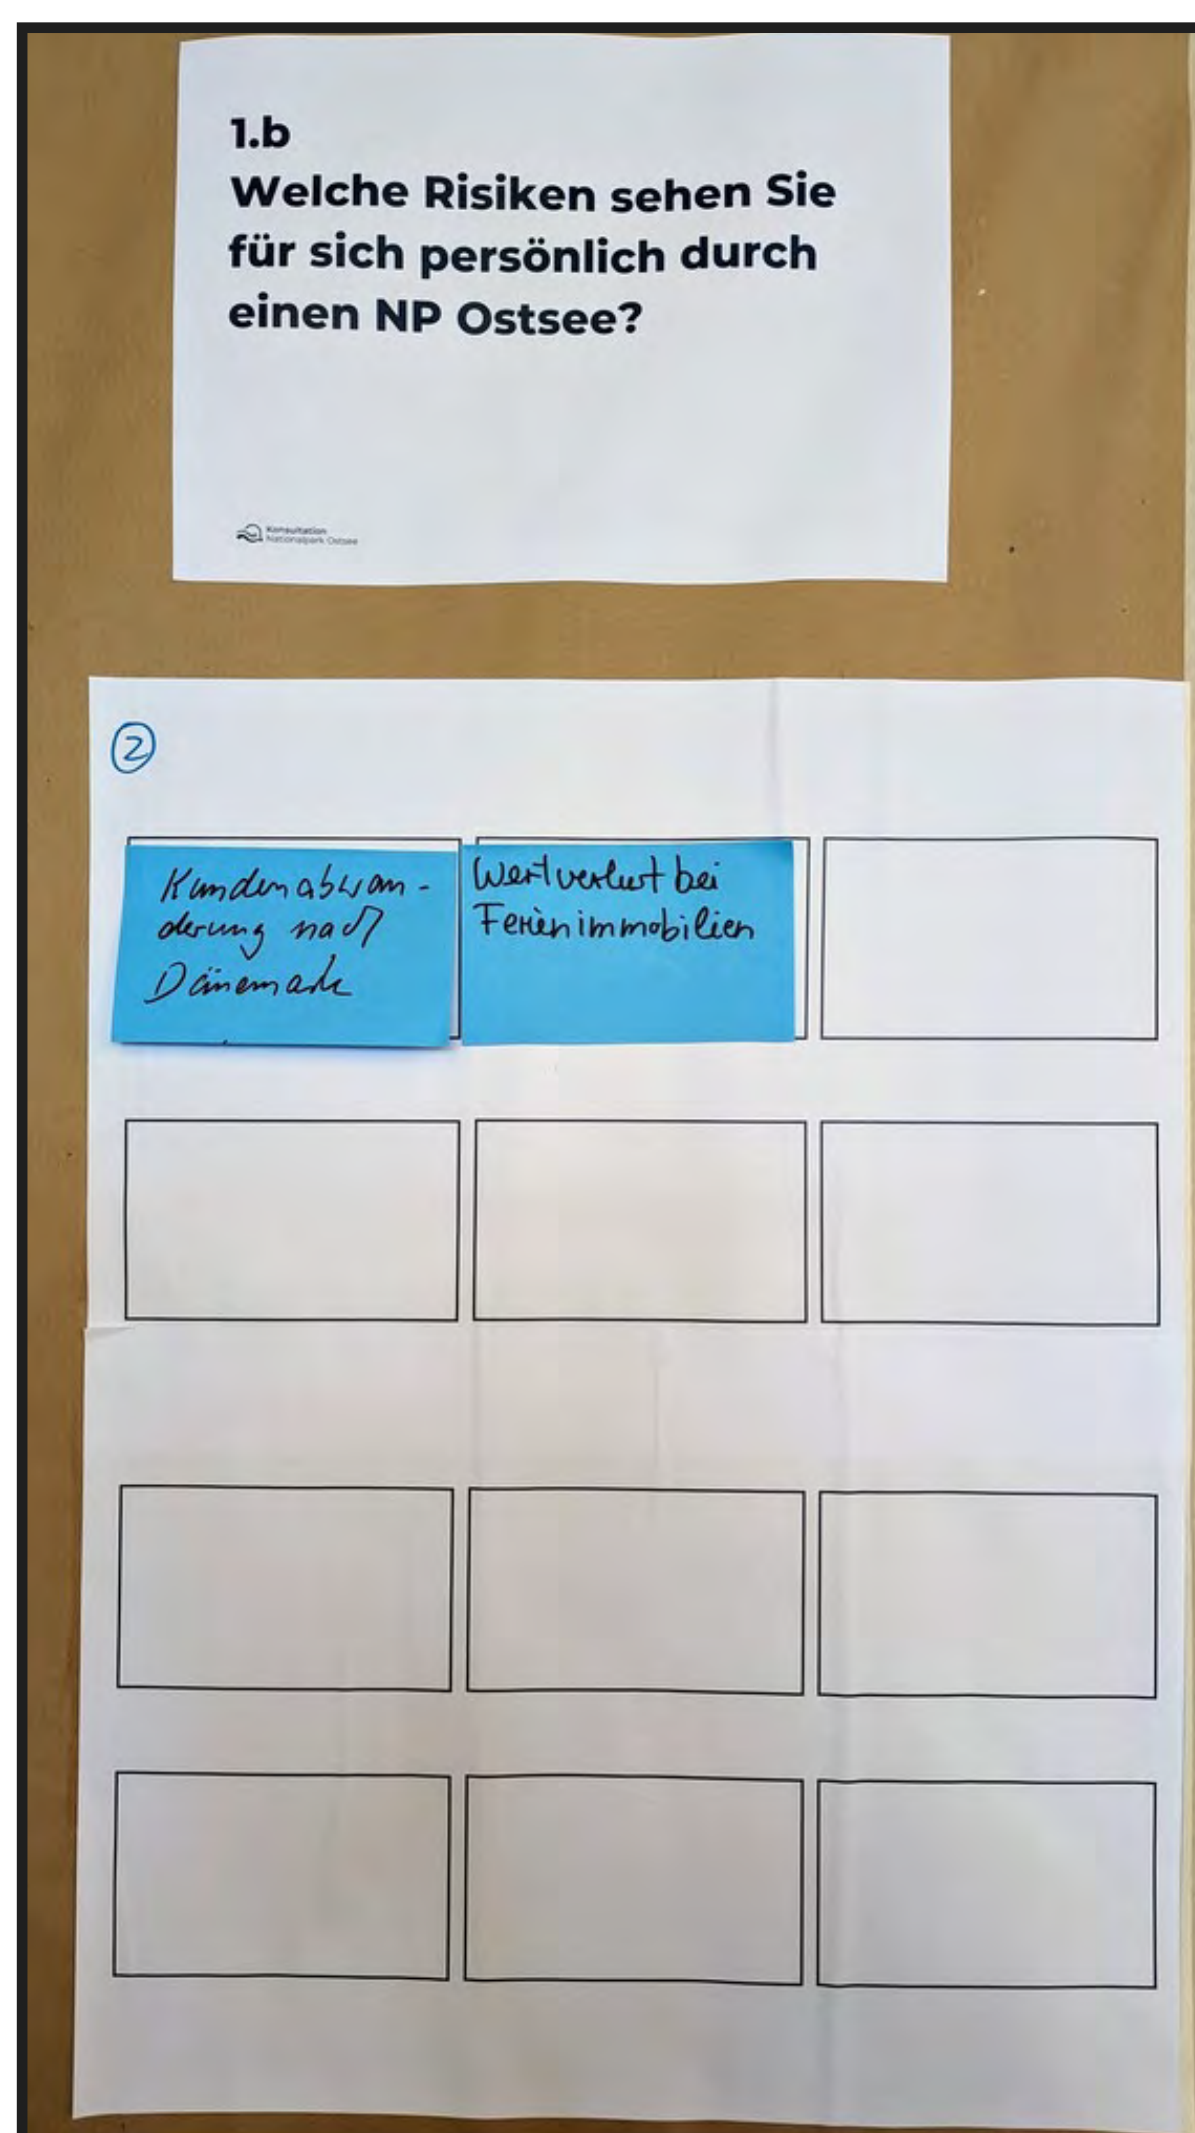 1.b
Welche Risiken sehen Sie
für sich persönlich durch
einen NP Ostsee?
Konsultation
Nationalpark Ostsee
2
Kundenabwan-
derung nach
Dänemark
Wertverlust bei
Ferienimmobilien